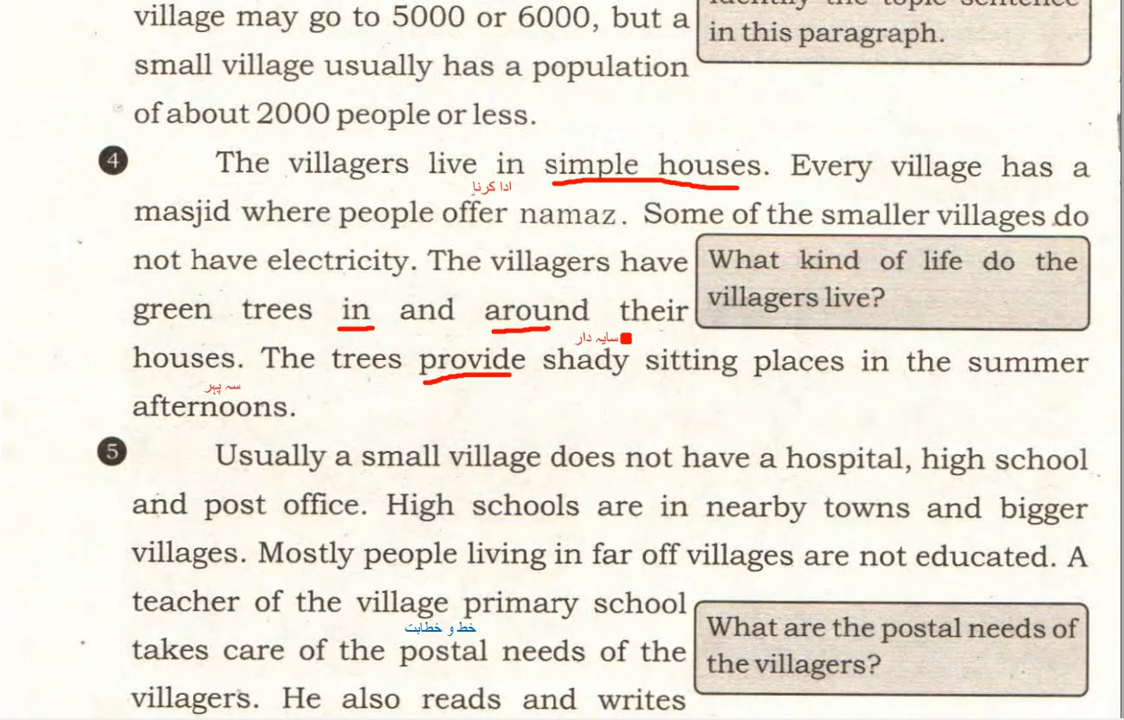 village may go to 5000 or 6000, but a
in this paragraph.
small village usually has a population
of about 2000 people or less.
4 The villagers live in simple houses. Every village has a
ادا کرنا
masjid where people offer namaz. Some of the smaller villages do
not have electricity. The villagers have
What kind of life do the
villagers live?
green trees in and around their
سایہ دار
houses. The trees provide shady sitting places in the summer
سہ پہر
afternoons.
5 Usually a small village does not have a hospital, high school
and post office. High schools are in nearby towns and bigger
villages. Mostly people living in far off villages are not educated. A
teacher of the village primary school
خط و خطابت
takes care of the postal needs of the
What are the postal needs of
the villagers?
villagers. He also reads and writes